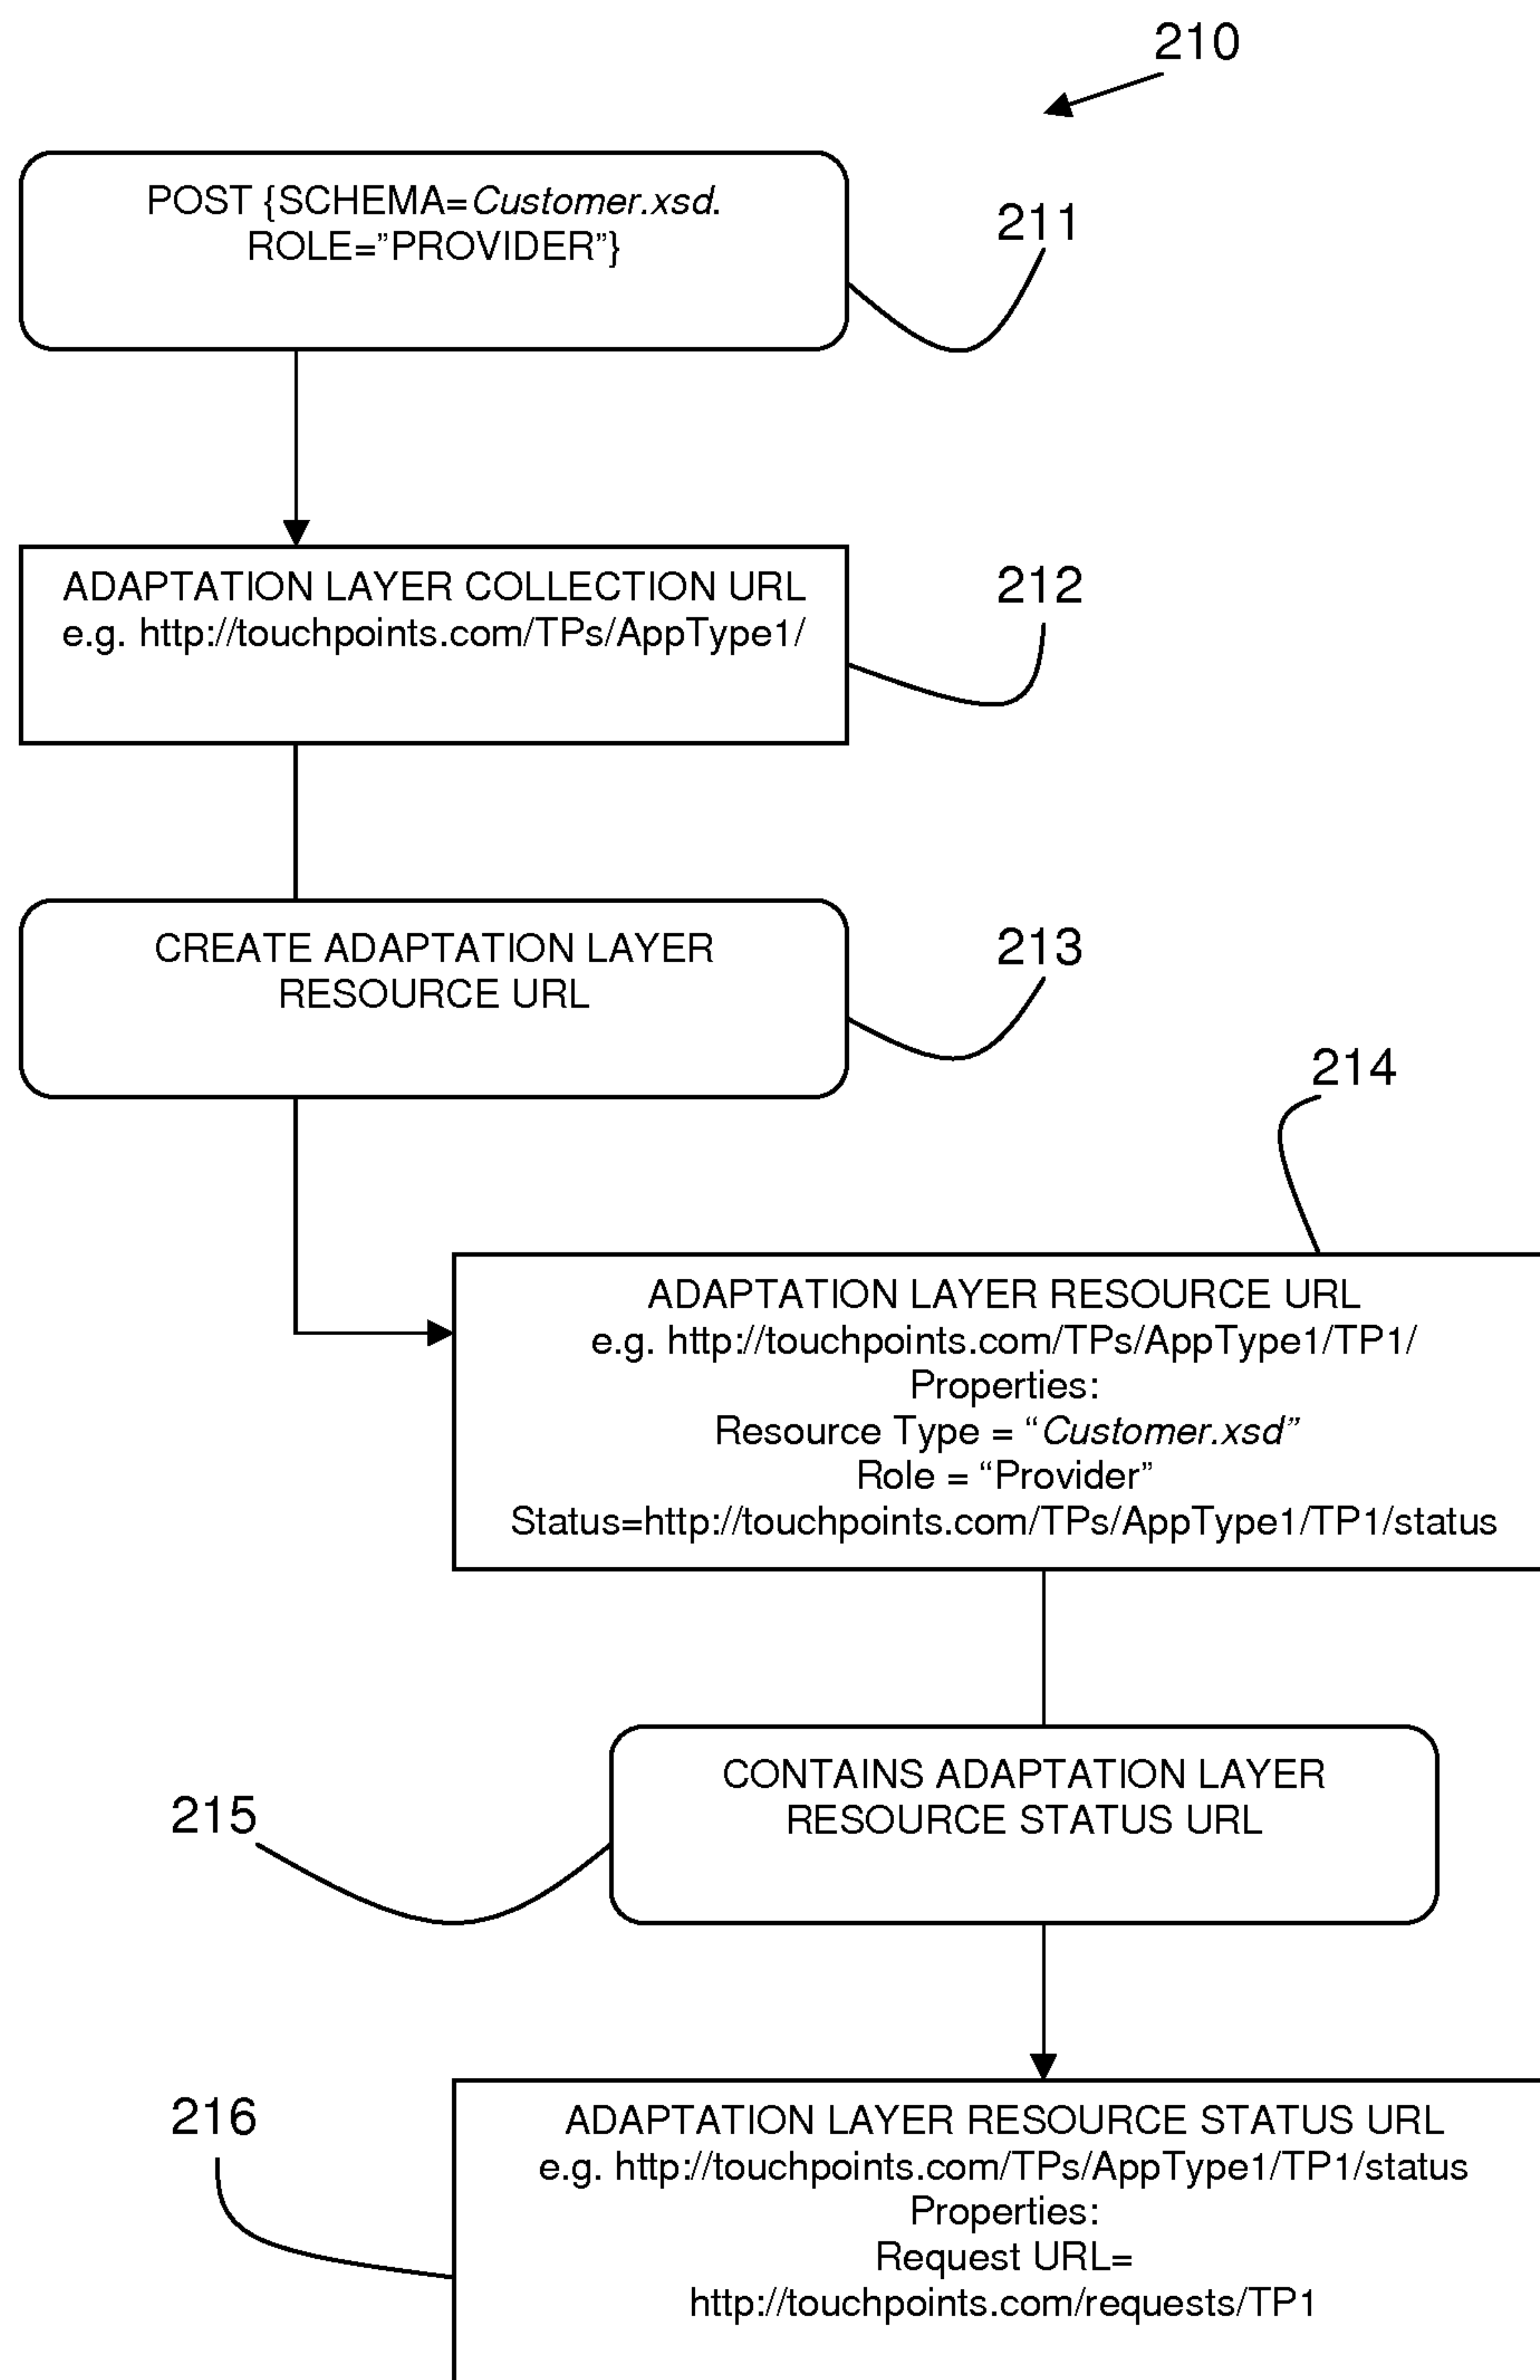 210
POST {SCHEMA=Customer.xsd.
ROLE=”PROVIDER”}
211
ADAPTATION LAYER COLLECTION URL
e.g. http://touchpoints.com/TPs/AppType1/
212
CREATE ADAPTATION LAYER
RESOURCE URL
213
214
ADAPTATION LAYER RESOURCE URL
e.g. http://touchpoints.com/TPs/AppType1/TP1/
Properties:
Resource Type = “Customer.xsd”
Role = “Provider”
Status=http://touchpoints.com/TPs/AppType1/TP1/status
CONTAINS ADAPTATION LAYER
RESOURCE STATUS URL
215
216
ADAPTATION LAYER RESOURCE STATUS URL
e.g. http://touchpoints.com/TPs/AppType1/TP1/status
Properties:
Request URL=
http://touchpoints.com/requests/TP1